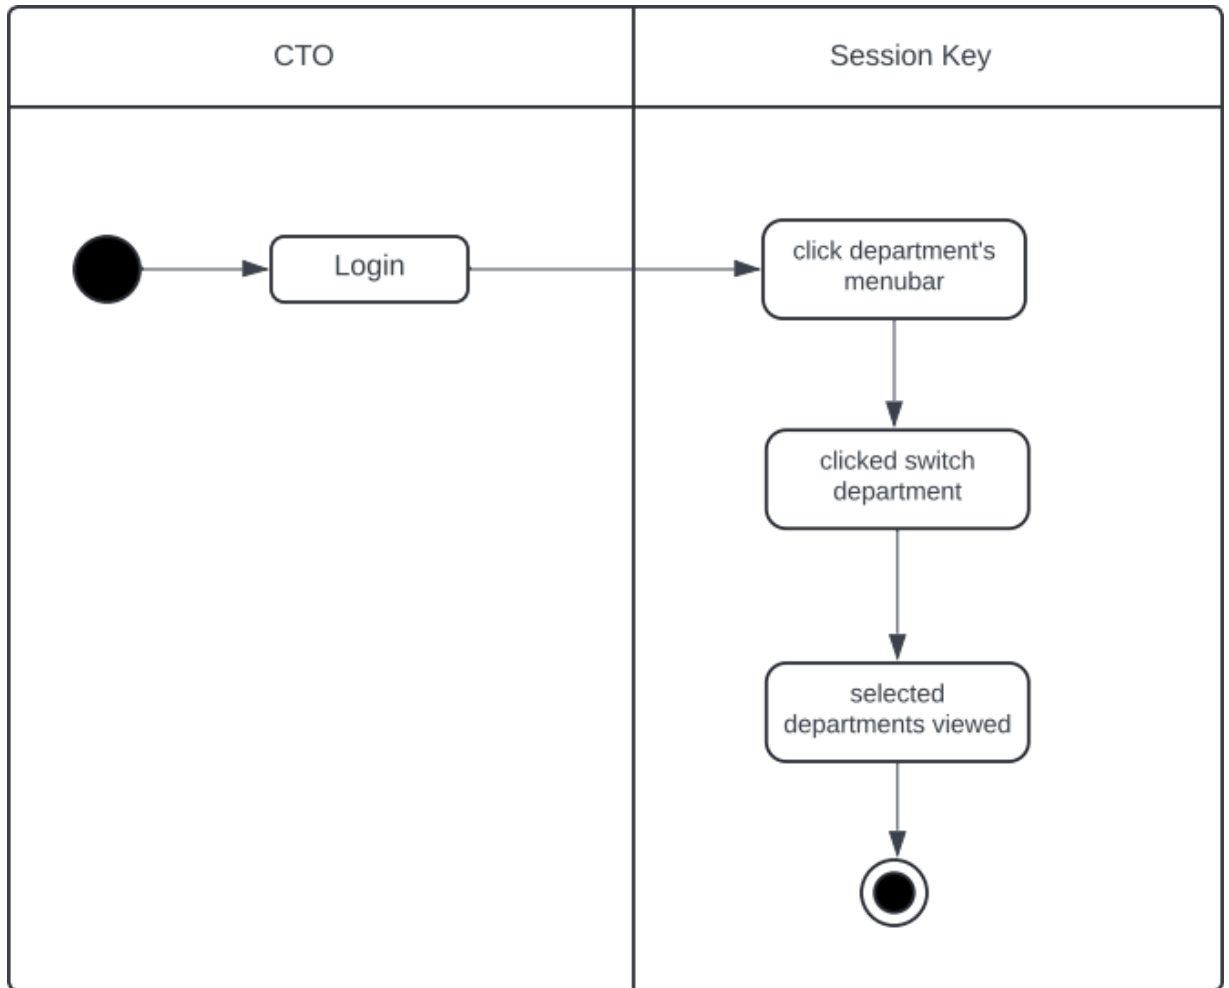 CTO
Session Key
Login
click department's
menubar
clicked switch
department
selected
departments viewed